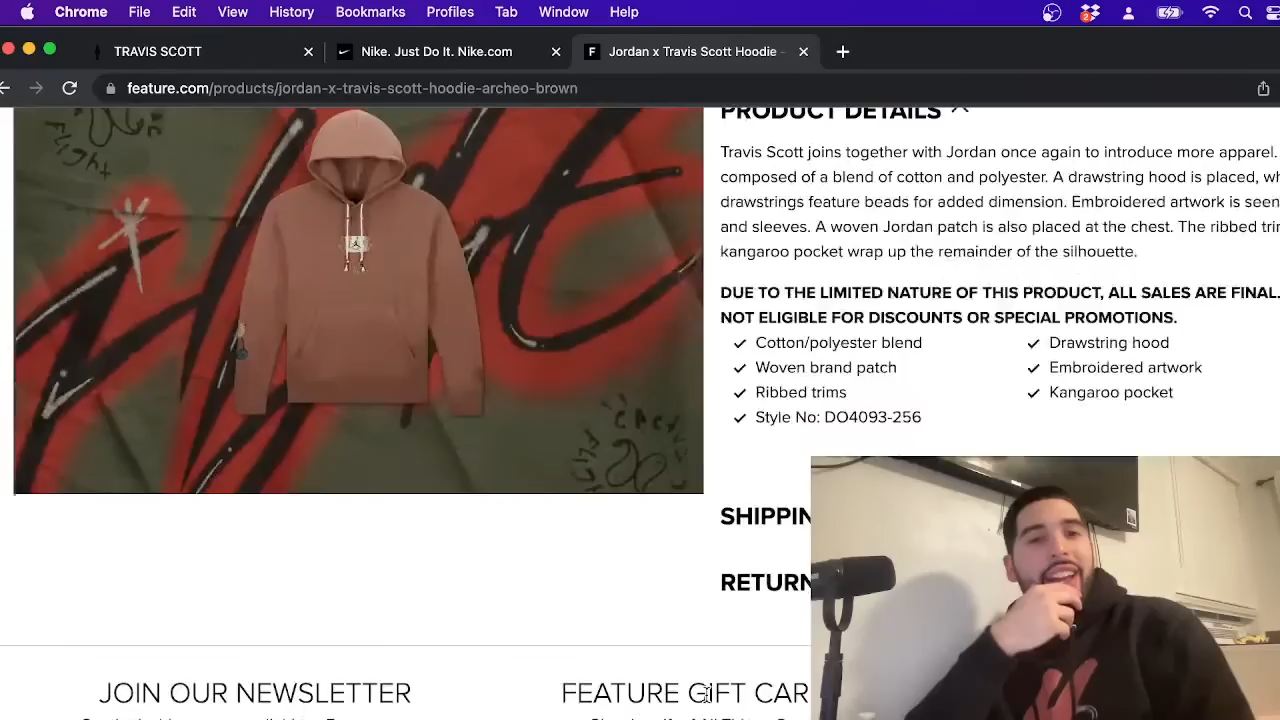 Chrome File Edit View History Bookmarks Profiles Tab Window Help
2
TRAVIS SCOTT
Nike. Just Do It. Nike.com
F Jordan x Travis Scott Hoodie -
feature.com/products/jordan-x-travis-scott-hoodie-archeo-brown
PRODUCT DETAILS
Travis Scott joins together with Jordan once again to introduce more apparel.
composed of a blend of cotton and polyester. A drawstring hood is placed,
drawstrings feature beads for added dimension. Embroidered artwork is seen
and sleeves. A woven Jordan patch is also placed at the chest. The ribbed
kangaroo pocket wrap up the remainder of the silhouette.
DUE TO THE LIMITED NATURE OF THIS PRODUCT, ALL SALES ARE FINAL.
NOT ELIGIBLE FOR DISCOUNTS OR SPECIAL PROMOTIONS.
Cotton/polyester blend
Woven brand patch
Ribbed trims
Style No: DO4093-256
Drawstring hood
Embroidered artwork
Kangaroo pocket
Flight
SHIPPIN
RETURN
JOIN OUR NEWSLETTER
FEATURE GIFT CAR